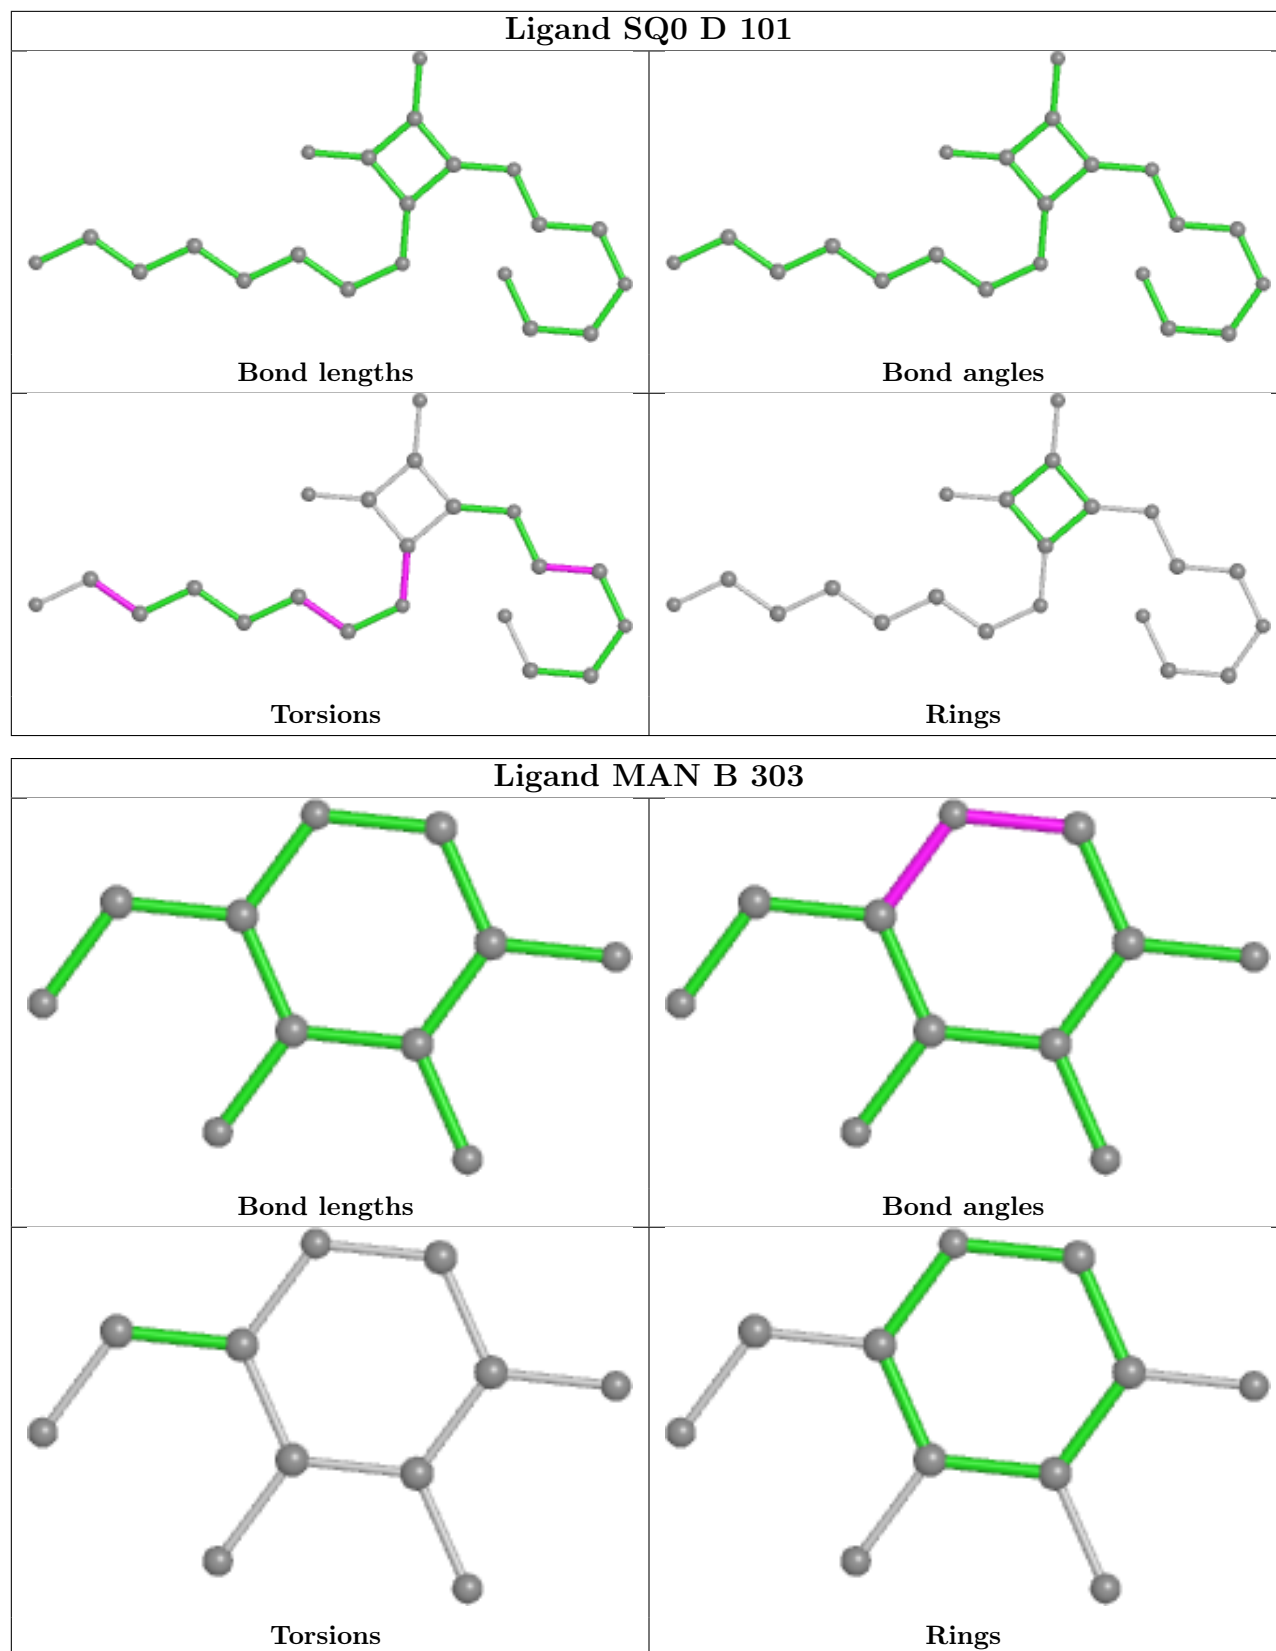 Ligand SQ0 D 101
Bond lengths
Bond angles
Torsions
Rings
Ligand MAN B 303
Bond lengths
Bond angles
Torsions
Rings